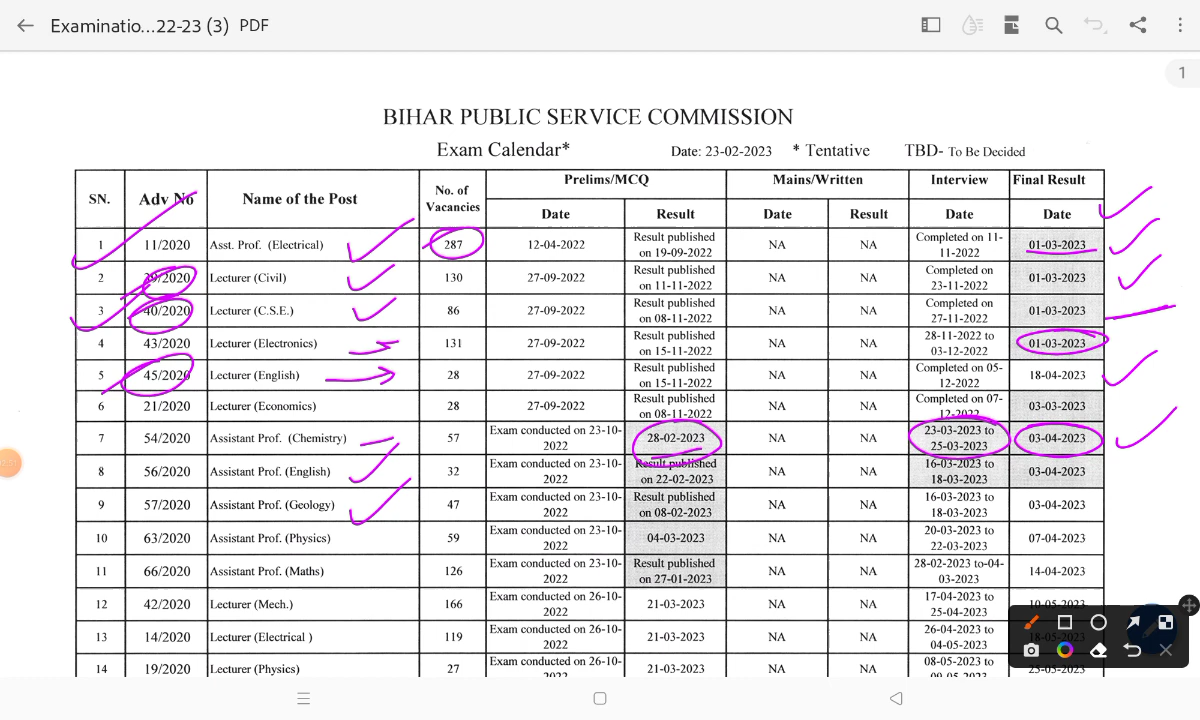 Examinatio...22-23 (3) PDF
1
BIHAR PUBLIC SERVICE COMMISSION
Exam Calendar* Date: 23-02-2023 * Tentative TBD- To Be Decided
SN. Adv No Name of the Post No. of Vacancies Prelims/MCQ Mains/Written Interview Final Result
Date Result Date Result Date Date
1 11/2020 Asst. Prof. (Electrical) 287 12-04-2022 Result published on 19-09-2022 NA NA Completed on 11-11-2022 01-03-2023
2 39/2020 Lecturer (Civil) 130 27-09-2022 Result published on 11-11-2022 NA NA Completed on 23-11-2022 01-03-2023
3 40/2020 Lecturer (C.S.E.) 86 27-09-2022 Result published on 08-11-2022 NA NA Completed on 27-11-2022 01-03-2023
4 43/2020 Lecturer (Electronics) 131 27-09-2022 Result published on 15-11-2022 NA NA 28-11-2022 to 03-12-2022 01-03-2023
5 45/2020 Lecturer (English) 28 27-09-2022 Result published on 15-11-2022 NA NA Completed on 05-12-2022 18-04-2023
6 21/2020 Lecturer (Economics) 28 27-09-2022 Result published on 08-11-2022 NA NA Completed on 07-12-2022 03-03-2023
7 54/2020 Assistant Prof. (Chemistry) 57 Exam conducted on 23-10-2022 28-02-2023 NA NA 23-03-2023 to 25-03-2023 03-04-2023
8 56/2020 Assistant Prof. (English) 32 Exam conducted on 23-10-2022 Result published on 22-02-2023 NA NA 16-03-2023 to 18-03-2023 03-04-2023
9 57/2020 Assistant Prof. (Geology) 47 Exam conducted on 23-10-2022 Result published on 08-02-2023 NA NA 16-03-2023 to 18-03-2023 03-04-2023
10 63/2020 Assistant Prof. (Physics) 59 Exam conducted on 23-10-2022 04-03-2023 NA NA 20-03-2023 to 22-03-2023 07-04-2023
11 66/2020 Assistant Prof. (Maths) 126 Exam conducted on 23-10-2022 Result published on 27-01-2023 NA NA 28-02-2023 to-04-03-2023 14-04-2023
12 42/2020 Lecturer (Mech.) 166 Exam conducted on 26-10-2022 21-03-2023 NA NA 17-04-2023 to 25-04-2023 10-05-2023
13 14/2020 Lecturer (Electrical ) 119 Exam conducted on 26-10-2022 21-03-2023 NA NA 26-04-2023 to 04-05-2023 18-05-2023
14 19/2020 Lecturer (Physics) 27 Exam conducted on 26-10-2022 21-03-2023 NA NA 08-05-2023 to 09-05-2023 25-05-2023